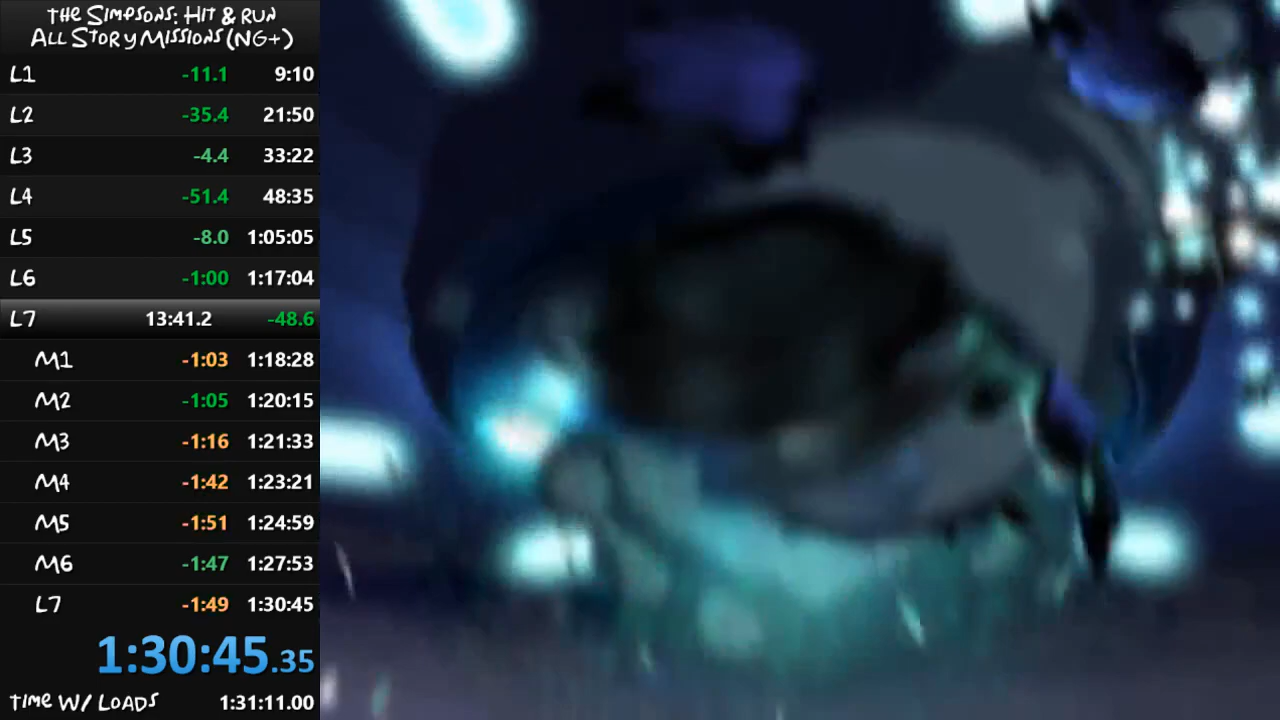 THE SIMPSONS: HIT & RUN
ALL STORY MISSIONS (NG+)
L1 -11.1 9:10
L2 -35.4 21:50
L3 -4.4 33:22
L4 -51.4 48:35
L5 -8.0 1:05:05
L6 -1:00 1:17:04
L7 13:41.2 -48.6
M1 -1:03 1:18:28
M2 -1:05 1:20:15
M3 -1:16 1:21:33
M4 -1:42 1:23:21
M5 -1:51 1:24:59
M6 -1:47 1:27:53
L7 -1:49 1:30:45
1:30:45.35
TIME W/ LOADS 1:31:11.00